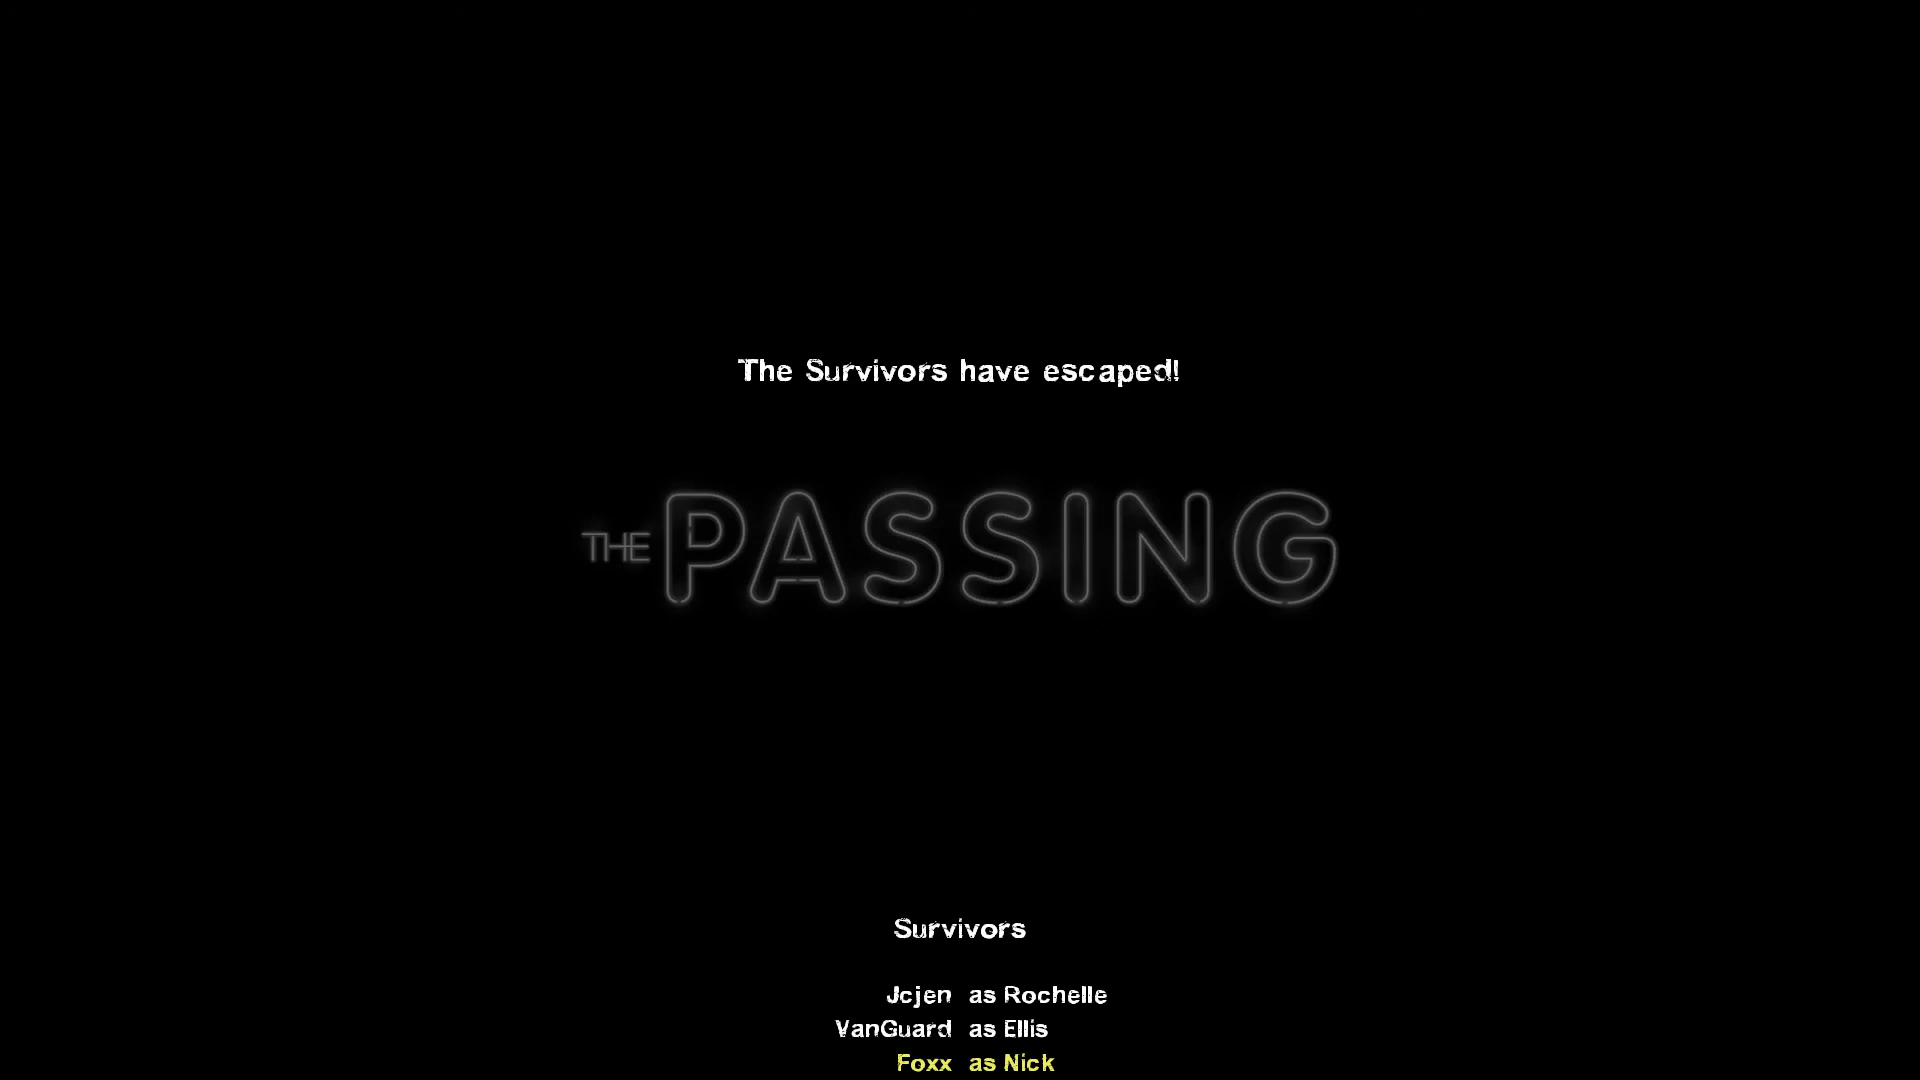 The Survivors have escaped!
THE PASSING
Survivors
Jcjen as Rochelle
VanGuard as Ellis
Foxx as Nick